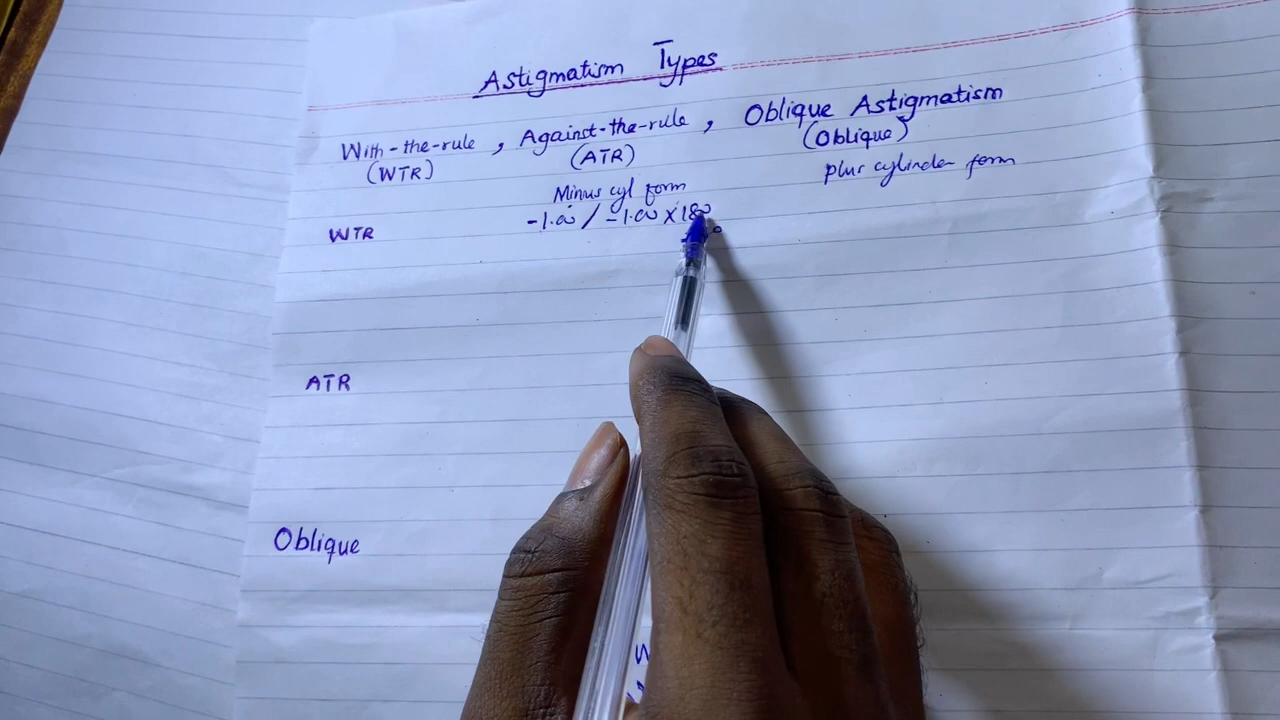 Astigmatism Types
With-the-rule , Against-the-rule , Oblique Astigmatism
(WTR) (ATR) (Oblique)
Minus cyl form plus cylinder form
WTR -1.00 / -1.00 x 180
ATR
Oblique